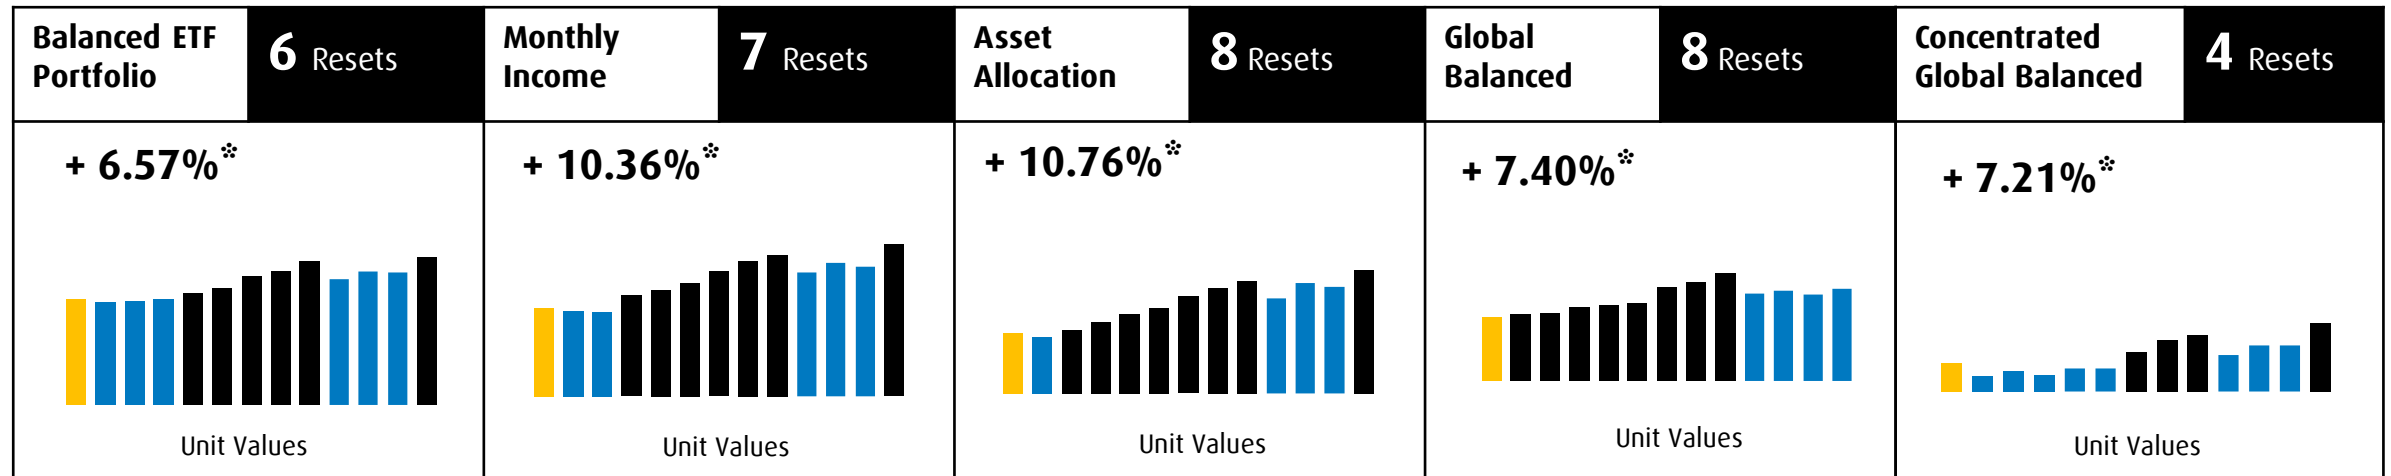 Balanced ETF
Portfolio
6 Resets
Monthly
Income
7 Resets
Asset
Allocation
8 Resets
Global
Balanced
8 Resets
Concentrated
Global Balanced
4 Resets
+ 6.57%*
+ 10.36%*
+ 10.76%*
+ 7.40%*
+ 7.21%*
Unit Values
Unit Values
Unit Values
Unit Values
Unit Values